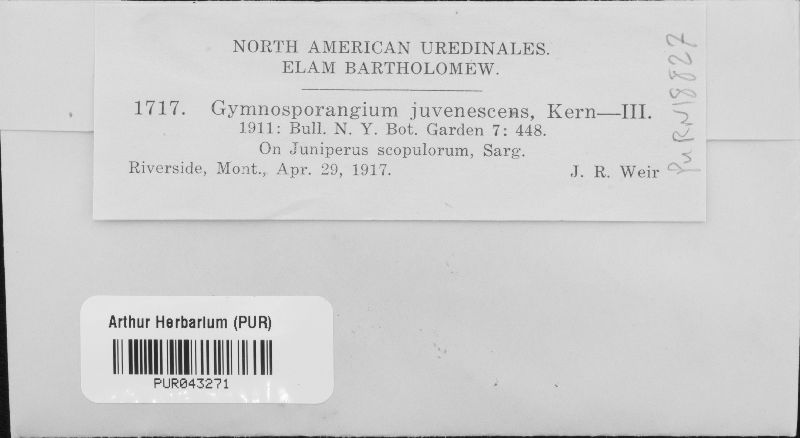 NORTH AMERICAN UREDINALES.
ELAM BARTHOLOMEW.
1717. Gymnosporangium juvenescens, Kern—III.
1911: Bull. N. Y. Bot. Garden 7: 448.
On Juniperus scopulorum, Sarg.
Riverside, Mont., Apr. 29, 1917. J. R. Weir
PURN18827
Arthur Herbarium (PUR)
PUR043271